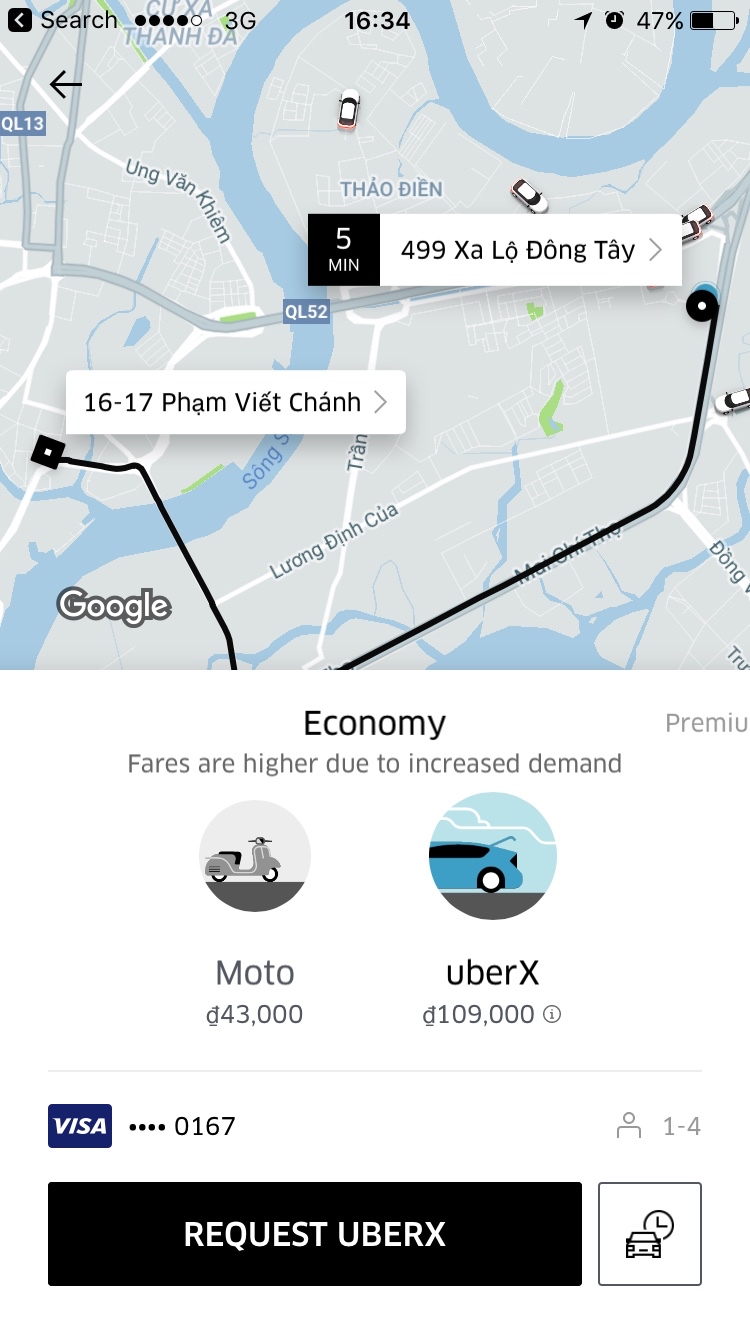 Search 3G 16:34 47%
CƯ XÁ
THANH ĐA
QL13
Ung Văn Khiêm
THẢO ĐIỀN
5
MIN
499 Xa Lộ Đông Tây
QL52
16-17 Phạm Viết Chánh
Sông S
Trần
Lương Định Của
Mai Chí Thọ
Đồng V
Google
Economy
Premiu
Fares are higher due to increased demand
Moto
uberX
₫43,000
₫109,000
VISA •••• 0167
1-4
REQUEST UBERX